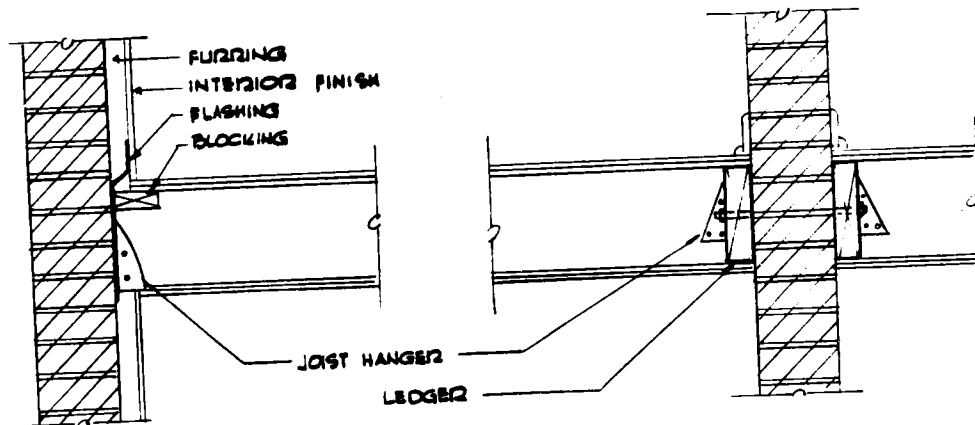 FURRING
INTERIOR FINISH
FLASHING
BLOCKING
JOIST HANGER
LEDGER